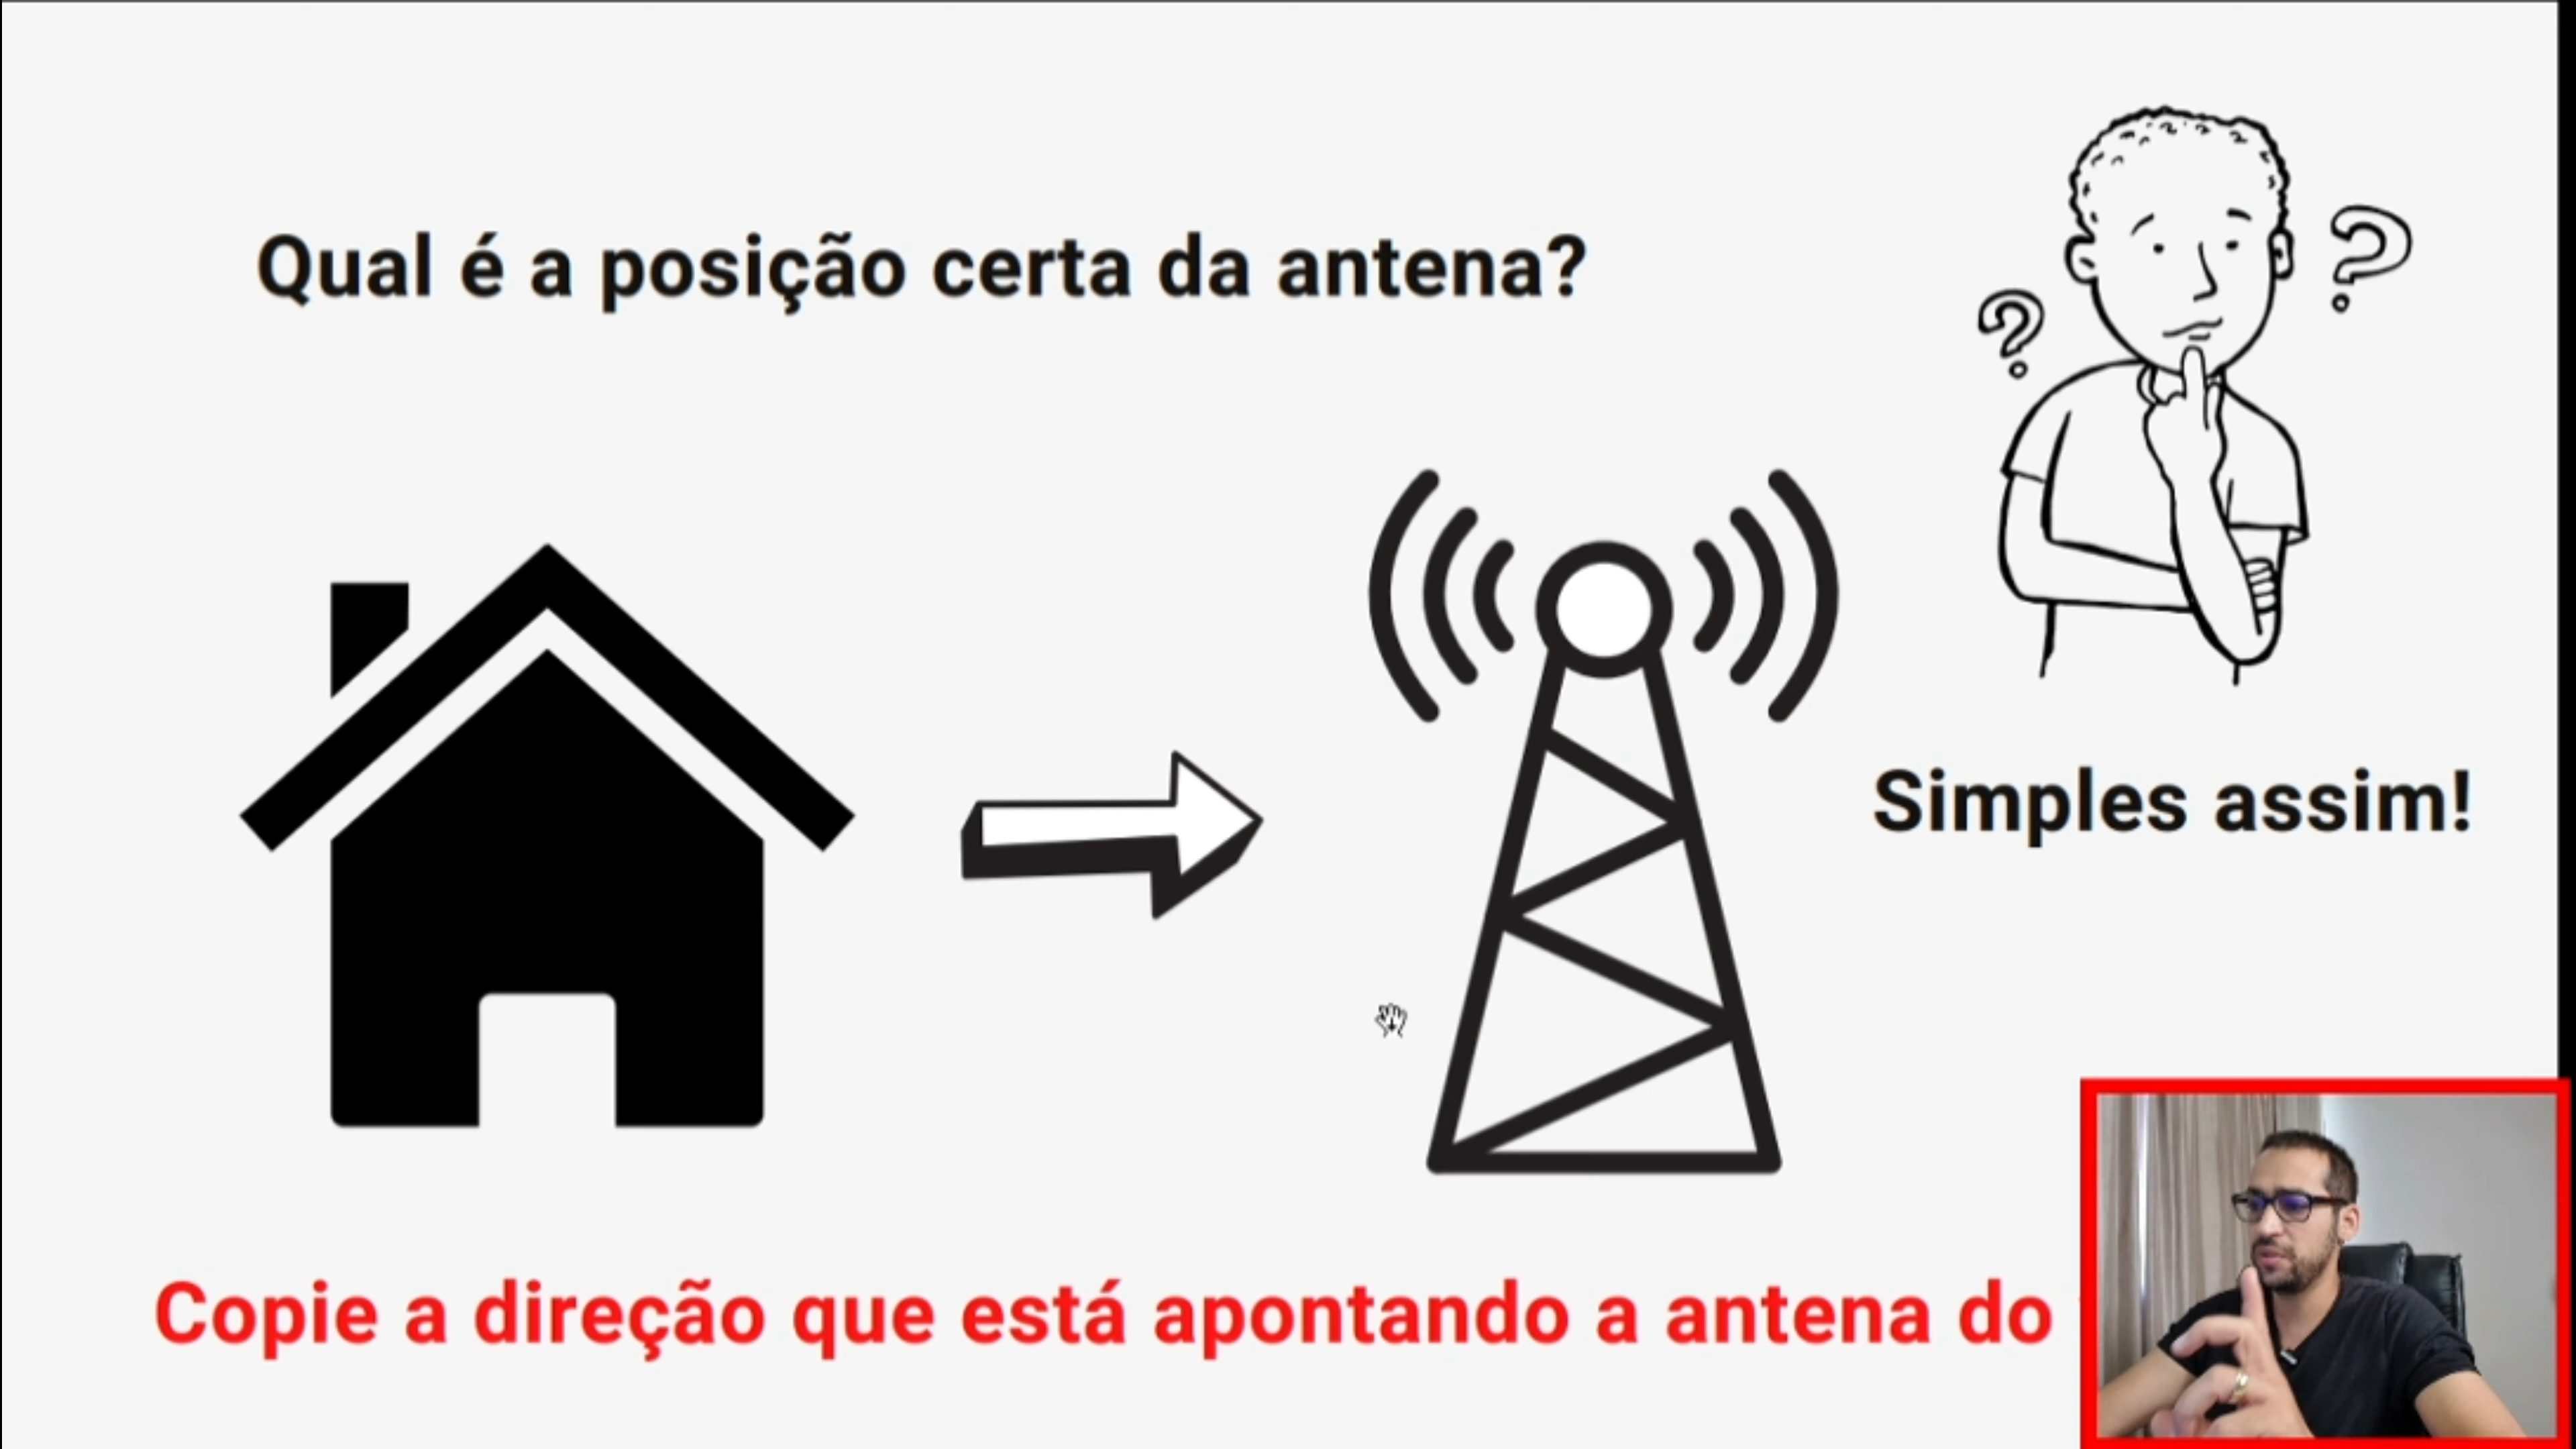 Qual é a posição certa da antena?
Simples assim!
Copie a direção que está apontando a antena do